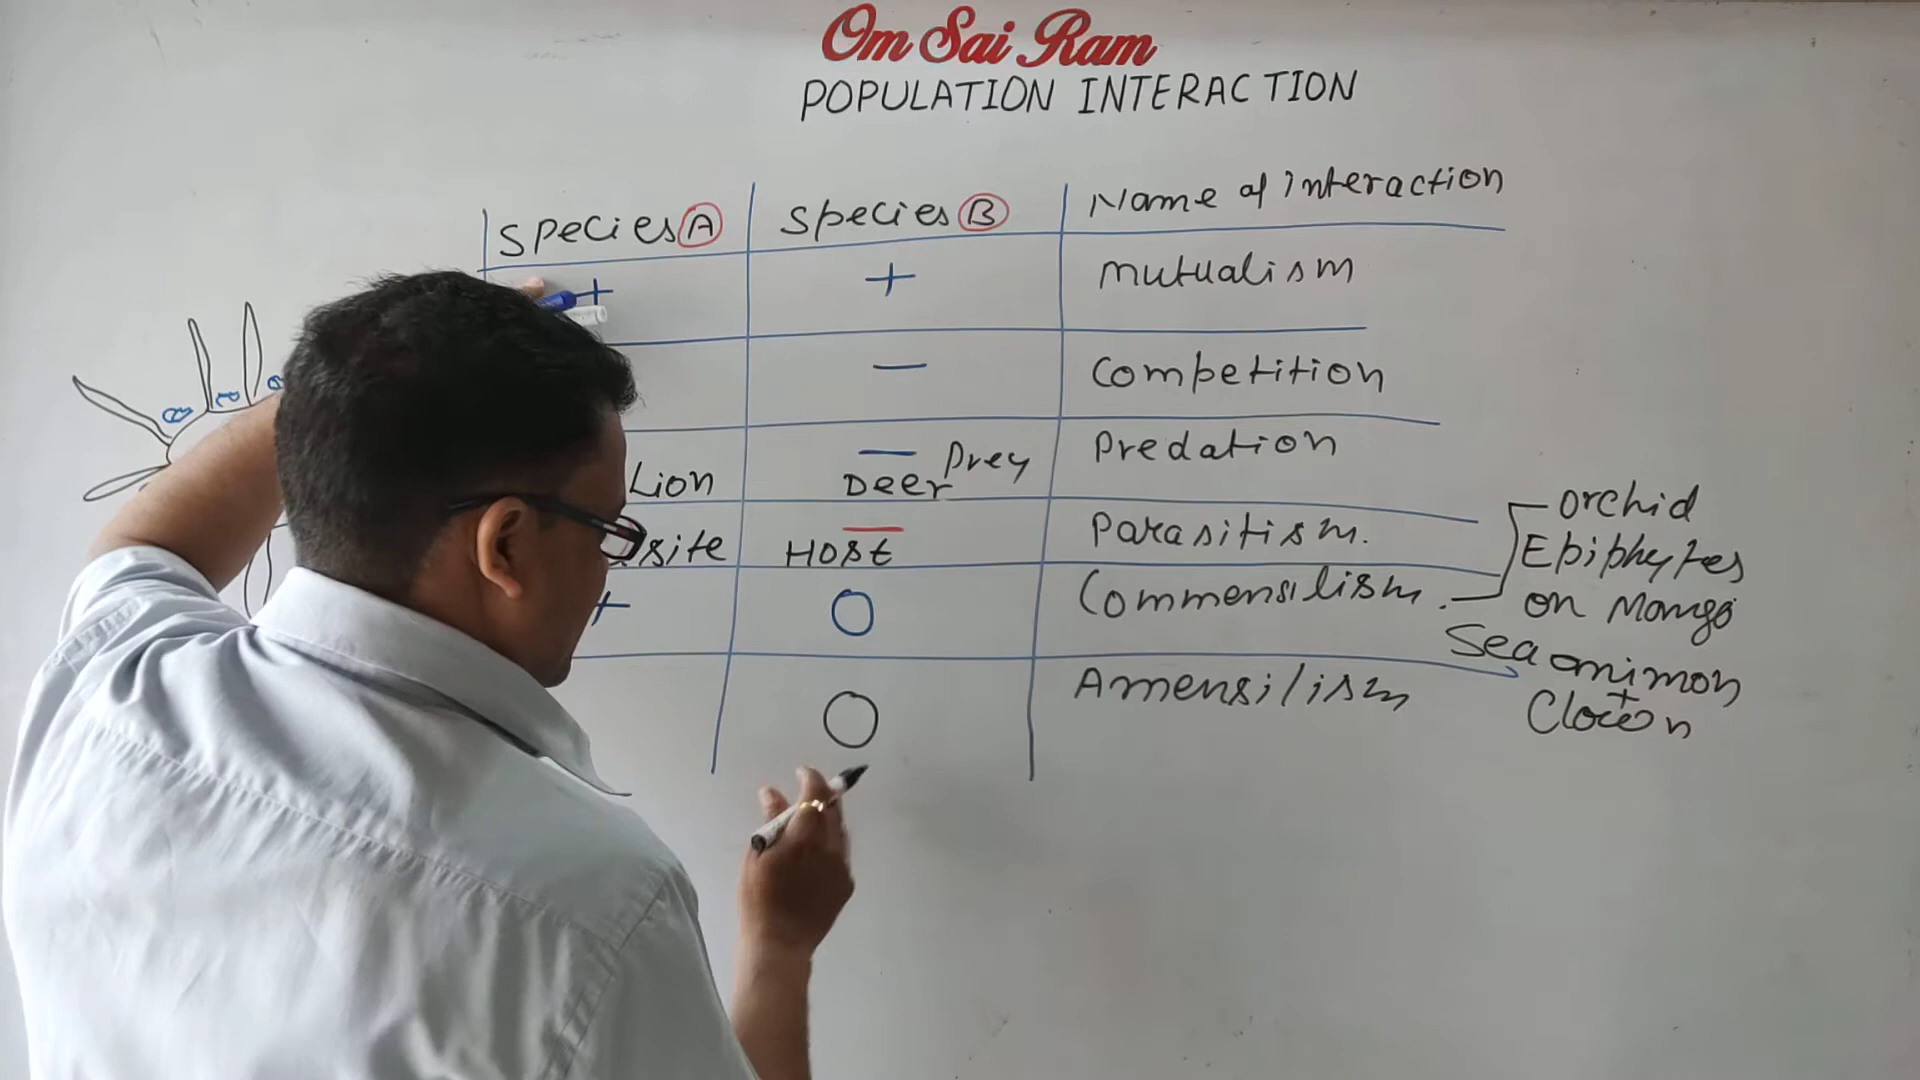 Om Sai Ram
POPULATION INTERACTION
Species A Species B Name of interaction
+ + mutualism
— Competition
— Predation
Lion Deer Prey
— Parasitism.
Host
+ O Commensilism.
O Amensilism
orchid
Epiphytes
on Mango
Sea animon
+
Clown